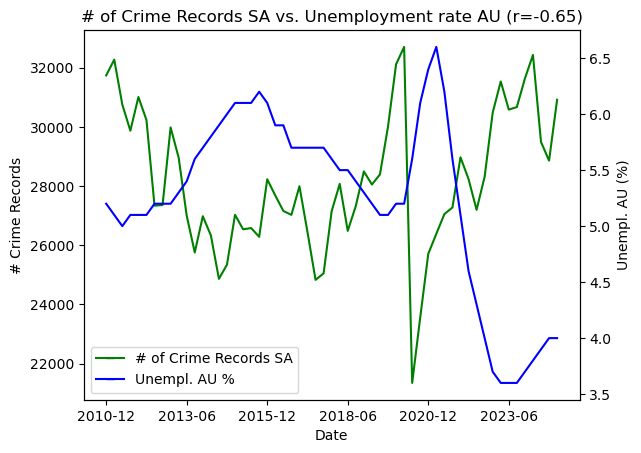 # of Crime Records SA vs. Unemployment rate AU (r=-0.65)
# Crime Records
32000
30000
28000
26000
24000
22000
6.5
6.0
5.5
5.0
4.5
4.0
3.5
Unempl. AU (%)
# of Crime Records SA
Unempl. AU %
2010-12 2013-06 2015-12 2018-06 2020-12 2023-06
Date